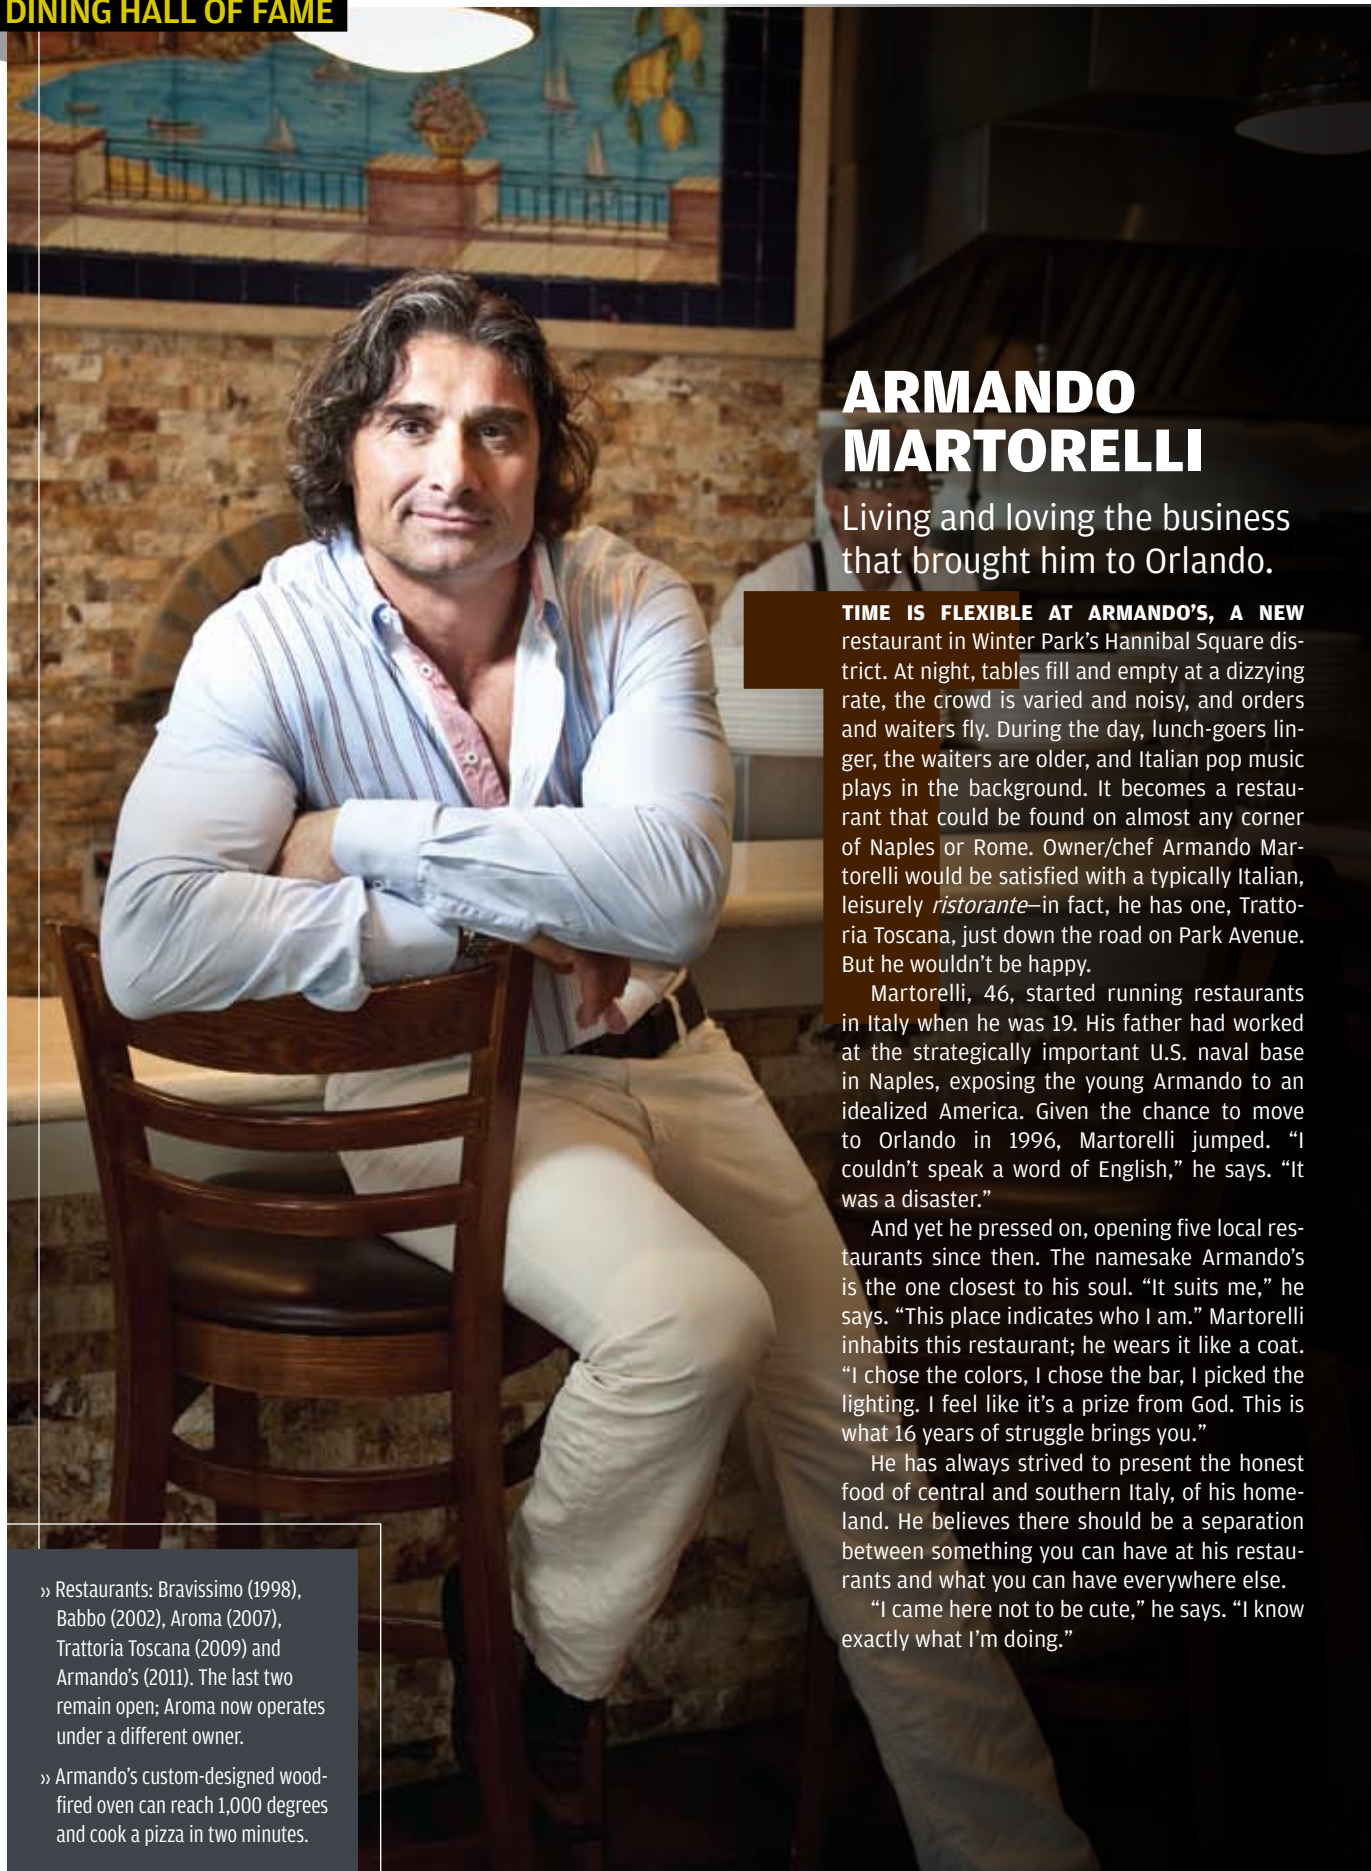 DINING HALL OF FAME
ARMANDO
MARTORELLI
Living and loving the business
that brought him to Orlando.
TIME IS FLEXIBLE AT ARMANDO’S, A NEW
restaurant in Winter Park’s Hannibal Square dis-
trict. At night, tables fill and empty at a dizzying
rate, the crowd is varied and noisy, and orders
and waiters fly. During the day, lunch-goers lin-
ger, the waiters are older, and Italian pop music
plays in the background. It becomes a restau-
rant that could be found on almost any corner
of Naples or Rome. Owner/chef Armando Mar-
torelli would be satisfied with a typically Italian,
leisurely ristorante—in fact, he has one, Tratto-
ria Toscana, just down the road on Park Avenue.
But he wouldn’t be happy.
Martorelli, 46, started running restaurants
in Italy when he was 19. His father had worked
at the strategically important U.S. naval base
in Naples, exposing the young Armando to an
idealized America. Given the chance to move
to Orlando in 1996, Martorelli jumped. “I
couldn’t speak a word of English,” he says. “It
was a disaster.”
And yet he pressed on, opening five local res-
taurants since then. The namesake Armando’s
is the one closest to his soul. “It suits me,” he
says. “This place indicates who I am.” Martorelli
inhabits this restaurant; he wears it like a coat.
“I chose the colors, I chose the bar, I picked the
lighting. I feel like it’s a prize from God. This is
what 16 years of struggle brings you.”
He has always strived to present the honest
food of central and southern Italy, of his home-
land. He believes there should be a separation
between something you can have at his restau-
rants and what you can have everywhere else.
“I came here not to be cute,” he says. “I know
exactly what I’m doing.”
›› Restaurants: Bravissimo (1998),
Babbo (2002), Aroma (2007),
Trattoria Toscana (2009) and
Armando’s (2011). The last two
remain open; Aroma now operates
under a different owner.
›› Armando’s custom-designed wood-
fired oven can reach 1,000 degrees
and cook a pizza in two minutes.